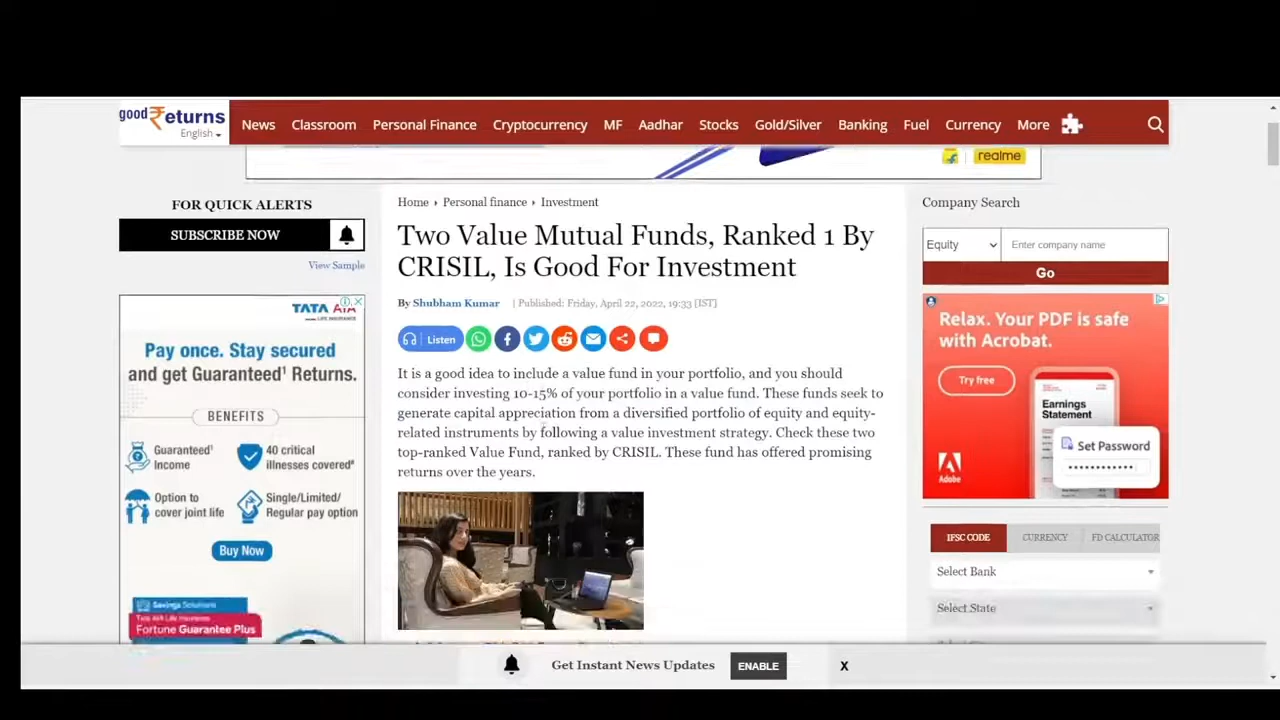 good ₹eturns
English
News Classroom Personal Finance Cryptocurrency MF Aadhar Stocks Gold/Silver Banking Fuel Currency More
realme
FOR QUICK ALERTS
SUBSCRIBE NOW
View Sample
TATA AIA
LIFE INSURANCE
Pay once. Stay secured
and get Guaranteed¹ Returns.
BENEFITS
Guaranteed¹
Income
40 critical
illnesses covered²
Option to
cover joint life
Single/Limited/
Regular pay option
Buy Now
Savings Solutions
Tata AIA Life Insurance
Fortune Guarantee Plus
Home Personal finance Investment
Two Value Mutual Funds, Ranked 1 By
CRISIL, Is Good For Investment
By Shubham Kumar | Published: Friday, April 22, 2022, 19:33 [IST]
Listen
It is a good idea to include a value fund in your portfolio, and you should
consider investing 10-15% of your portfolio in a value fund. These funds seek to
generate capital appreciation from a diversified portfolio of equity and equity-
related instruments by following a value investment strategy. Check these two
top-ranked Value Fund, ranked by CRISIL. These fund has offered promising
returns over the years.
Company Search
Equity Enter company name
Go
Relax. Your PDF is safe
with Acrobat.
Try free
Earnings
Statement
Set Password
Adobe
IFSC CODE CURRENCY FD CALCULATOR
Select Bank
Select State
Get Instant News Updates ENABLE X